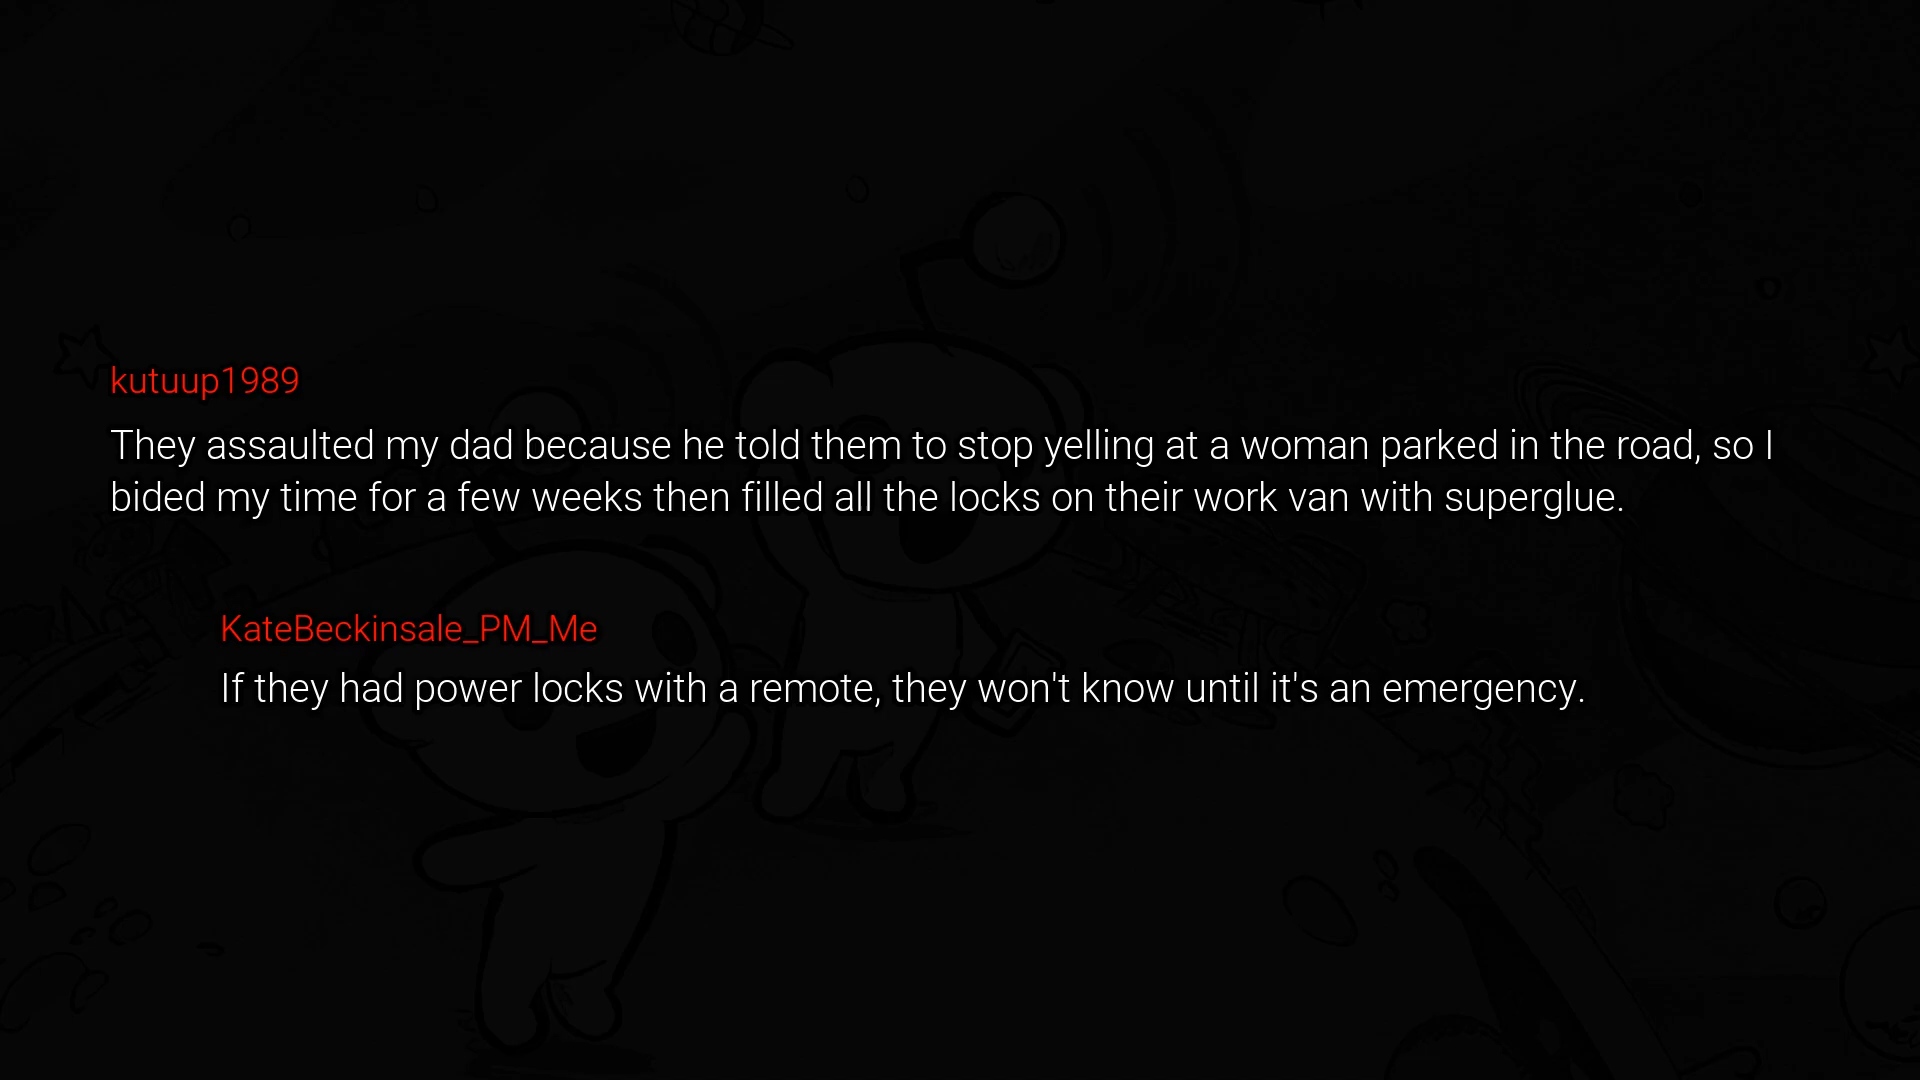 kutuup1989
They assaulted my dad because he told them to stop yelling at a woman parked in the road, so I
bided my time for a few weeks then filled all the locks on their work van with superglue.
KateBeckinsale_PM_Me
If they had power locks with a remote, they won't know until it's an emergency.